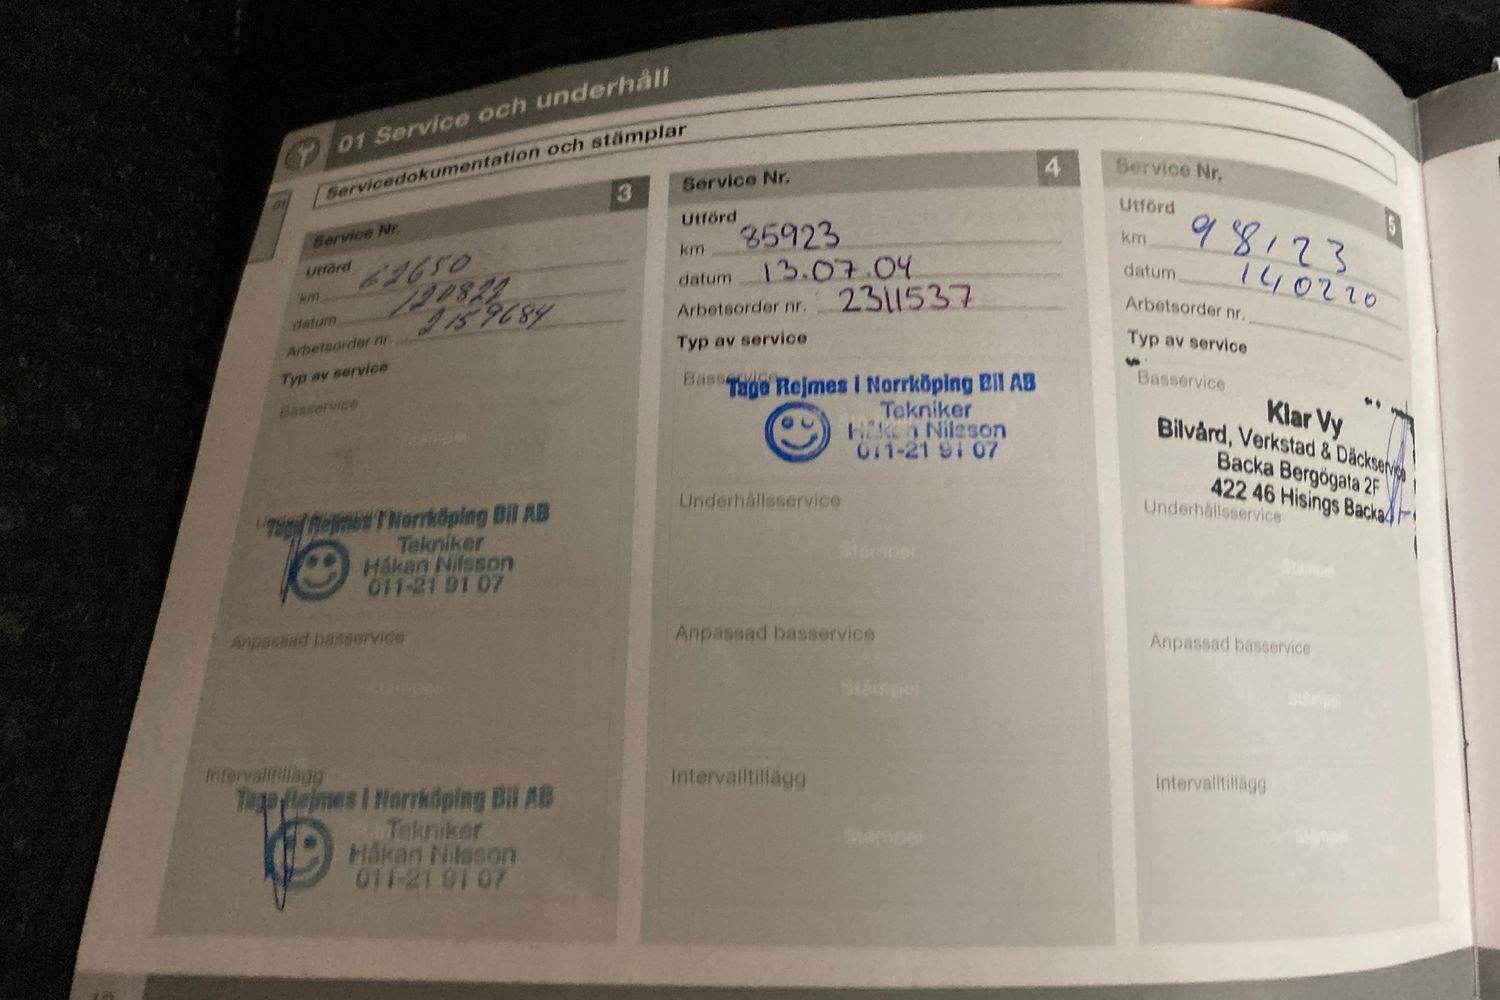 01 Service och underhåll
Servicedokumentation och stämplar
01
Service Nr. 3
Utförd
km 62650
datum 120822
Arbetsorder nr. 2159684
Typ av service
Basservice
Stämpel
Tage Rejmes i Norrköping Bil AB
Tekniker
Håkan Nilsson
011-21 91 07
Anpassad basservice
Stämpel
Intervalltillägg
Tage Rejmes i Norrköping Bil AB
Tekniker
Håkan Nilsson
011-21 91 07
Service Nr. 4
Utförd
km 85923
datum 13.07.04
Arbetsorder nr. 2311537
Typ av service
Basservice
Tage Rejmes i Norrköping Bil AB
Tekniker
Håkan Nilsson
011-21 91 07
Underhållsservice
Stämpel
Anpassad basservice
Stämpel
Intervalltillägg
Stämpel
Service Nr. 5
Utförd
km 98123
datum 140220
Arbetsorder nr.
Typ av service
Basservice
Klar Vy
Bilvård, Verkstad & Däckservice
Backa Bergögata 2F
422 46 Hisings Backa
Underhållsservice
Stämpel
Anpassad basservice
Stämpel
Intervalltillägg
Stämpel